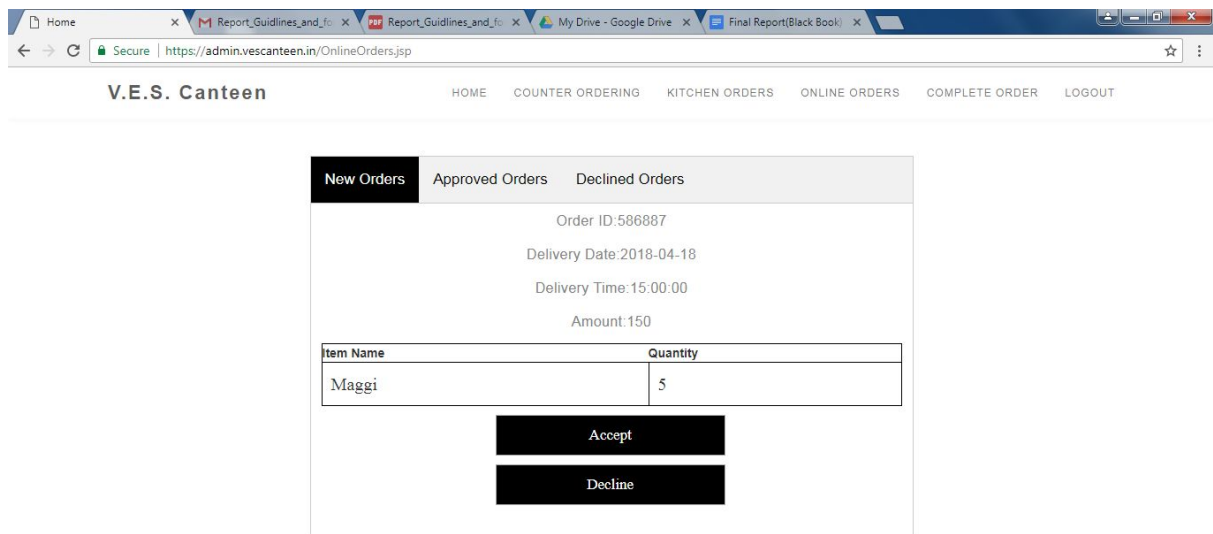 Home Report_Guidlines_and_fo Report_Guidlines_and_fo My Drive - Google Drive Final Report(Black Book)
Secure https://admin.vescanteen.in/OnlineOrders.jsp
V.E.S. Canteen HOME COUNTER ORDERING KITCHEN ORDERS ONLINE ORDERS COMPLETE ORDER LOGOUT
New Orders Approved Orders Declined Orders
Order ID:586887
Delivery Date:2018-04-18
Delivery Time:15:00:00
Amount:150
Item Name Quantity
Maggi 5
Accept
Decline